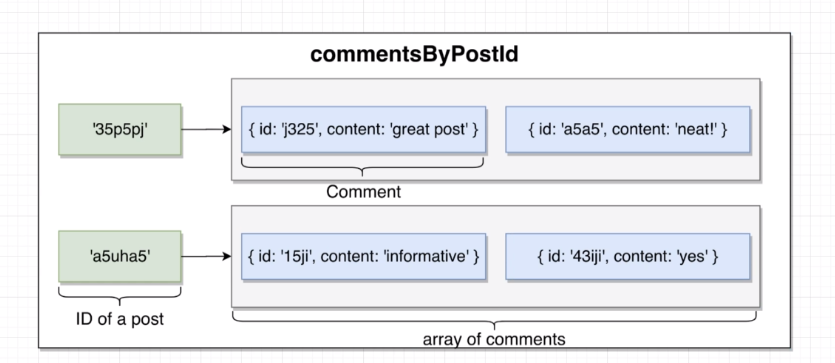 commentsByPostId
'35p5pj'
{ id: 'j325', content: 'great post' }
{ id: 'a5a5', content: 'neat!' }
Comment
'a5uha5'
{ id: '15ji', content: 'informative' }
{ id: '43iji', content: 'yes' }
ID of a post
array of comments